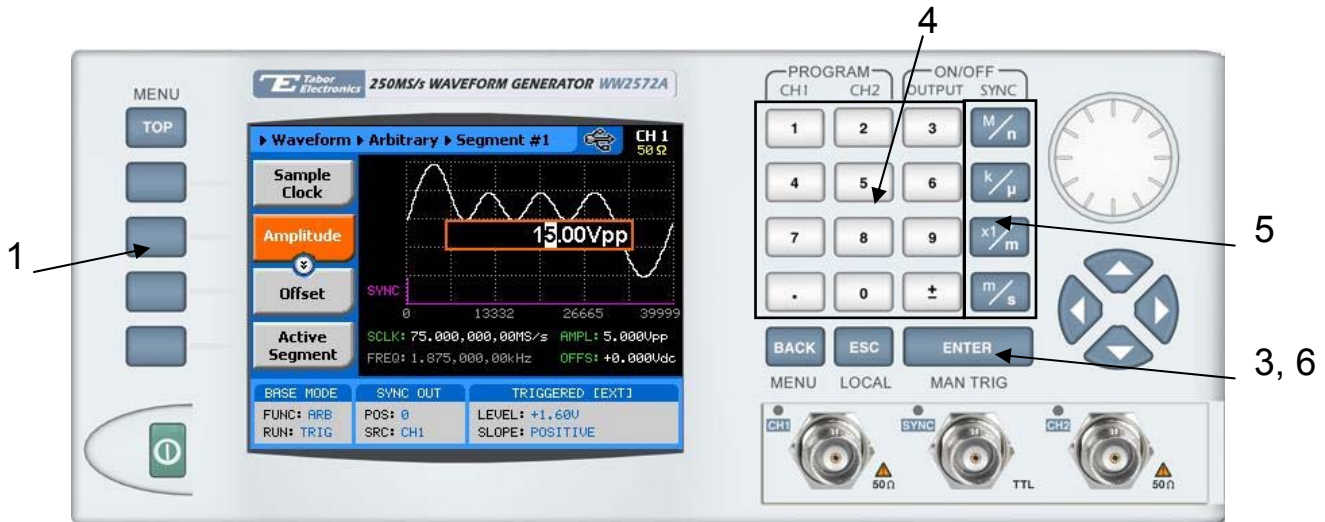 4
PROGRAM
ON/OFF
CH1 CH2 OUTPUT SYNC
MENU
Tabor Electronics 250MS/s WAVEFORM GENERATOR WW2572A
TOP
Waveform Arbitrary Segment #1
CH 1
50 Ω
Sample Clock
Amplitude
15.00Vpp
Offset
SYNC
0 13332 26665 39999
Active Segment
SCLK: 75.000,000,00MS/s AMPL: 5.000Vpp
FREQ: 1.875,000,00kHz OFFS: +0.000Vdc
BASE MODE SYNC OUT TRIGGERED [EXT]
FUNC: ARB POS: 0 LEVEL: +1.60V
RUN: TRIG SRC: CH1 SLOPE: POSITIVE
1 2 3 M/n
4 5 6 k/µ
7 8 9 x1/m
. 0 ± m/s
BACK ESC ENTER
MENU LOCAL MAN TRIG
CH1 SYNC CH2
50Ω TTL 50Ω
1
5
3, 6